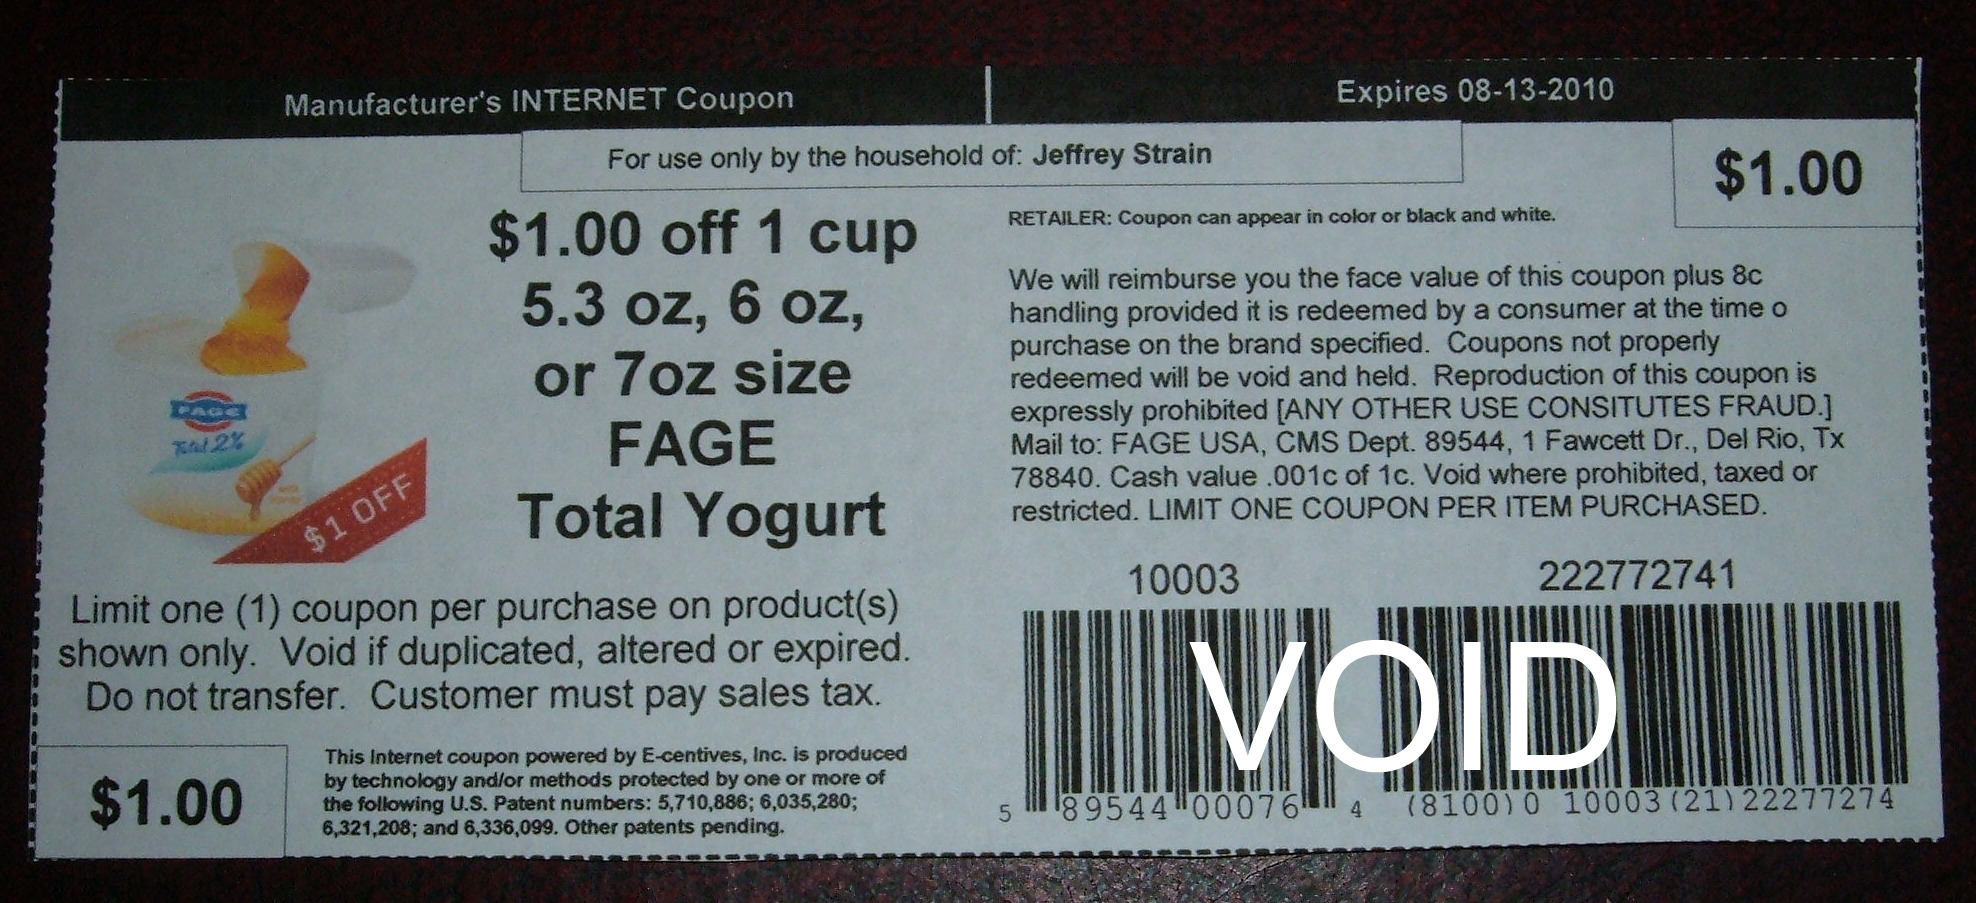 Manufacturer's INTERNET Coupon
Expires 08-13-2010
For use only by the household of: Jeffrey Strain
$1.00
$1.00 off 1 cup
5.3 oz, 6 oz,
or 7oz size
FAGE
Total Yogurt
FAGE
Total 2%
with
$1 OFF
Limit one (1) coupon per purchase on product(s)
shown only. Void if duplicated, altered or expired.
Do not transfer. Customer must pay sales tax.
$1.00
This Internet coupon powered by E-centives, Inc. is produced
by technology and/or methods protected by one or more of
the following U.S. Patent numbers: 5,710,886; 6,035,280;
6,321,208; and 6,336,099. Other patents pending.
RETAILER: Coupon can appear in color or black and white.
We will reimburse you the face value of this coupon plus 8c
handling provided it is redeemed by a consumer at the time o
purchase on the brand specified. Coupons not properly
redeemed will be void and held. Reproduction of this coupon is
expressly prohibited [ANY OTHER USE CONSITUTES FRAUD.]
Mail to: FAGE USA, CMS Dept. 89544, 1 Fawcett Dr., Del Rio, Tx
78840. Cash value .001c of 1c. Void where prohibited, taxed or
restricted. LIMIT ONE COUPON PER ITEM PURCHASED.
10003
222772741
VOID
5 89544 00076 4
(8100)0 10003(21)22277274